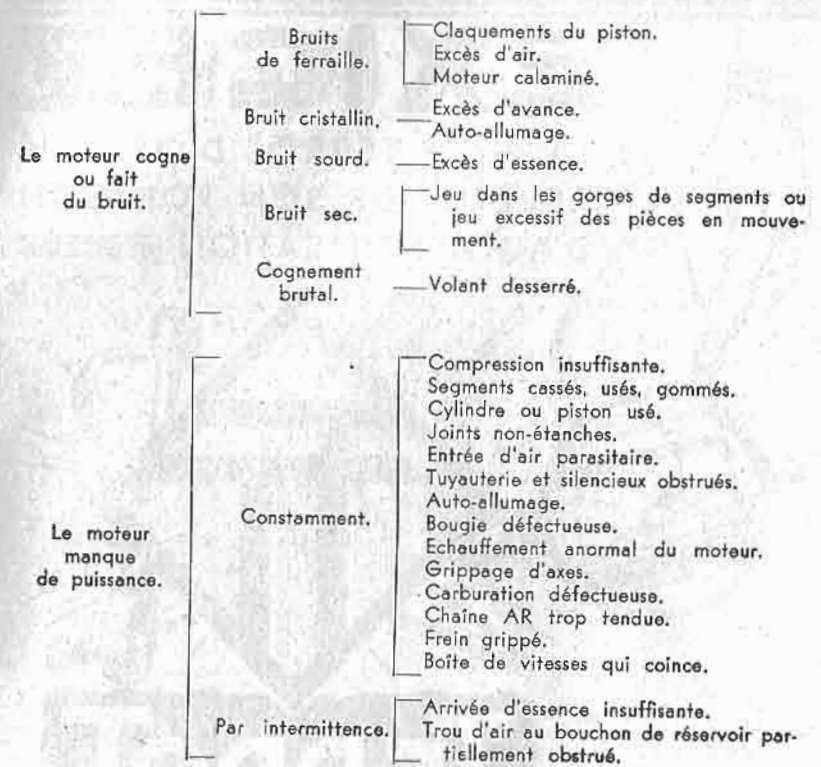 Bruits
de ferraille.
Claquements du piston.
Excès d'air.
Moteur calaminé.
Bruit cristallin.
Excès d'avance.
Auto-allumage.
Le moteur cogne
ou fait
du bruit.
Bruit sourd.
Excès d'essence.
Bruit sec.
Jeu dans les gorges de segments ou
jeu excessif des pièces en mouve-
ment.
Cognement
brutal.
Volant desserré.
Le moteur
manque
de puissance.
Constamment.
Compression insuffisante.
Segments cassés, usés, gommés.
Cylindre ou piston usé.
Joints non-étanches.
Entrée d'air parasitaire.
Tuyauterie et silencieux obstrués.
Auto-allumage.
Bougie défectueuse.
Echauffement anormal du moteur.
Grippage d'axes.
Carburation défectueuse.
Chaîne AR trop tendue.
Frein grippé.
Boîte de vitesses qui coince.
Par intermittence.
Arrivée d'essence insuffisante.
Trou d'air au bouchon de réservoir par-
tiellement obstrué.